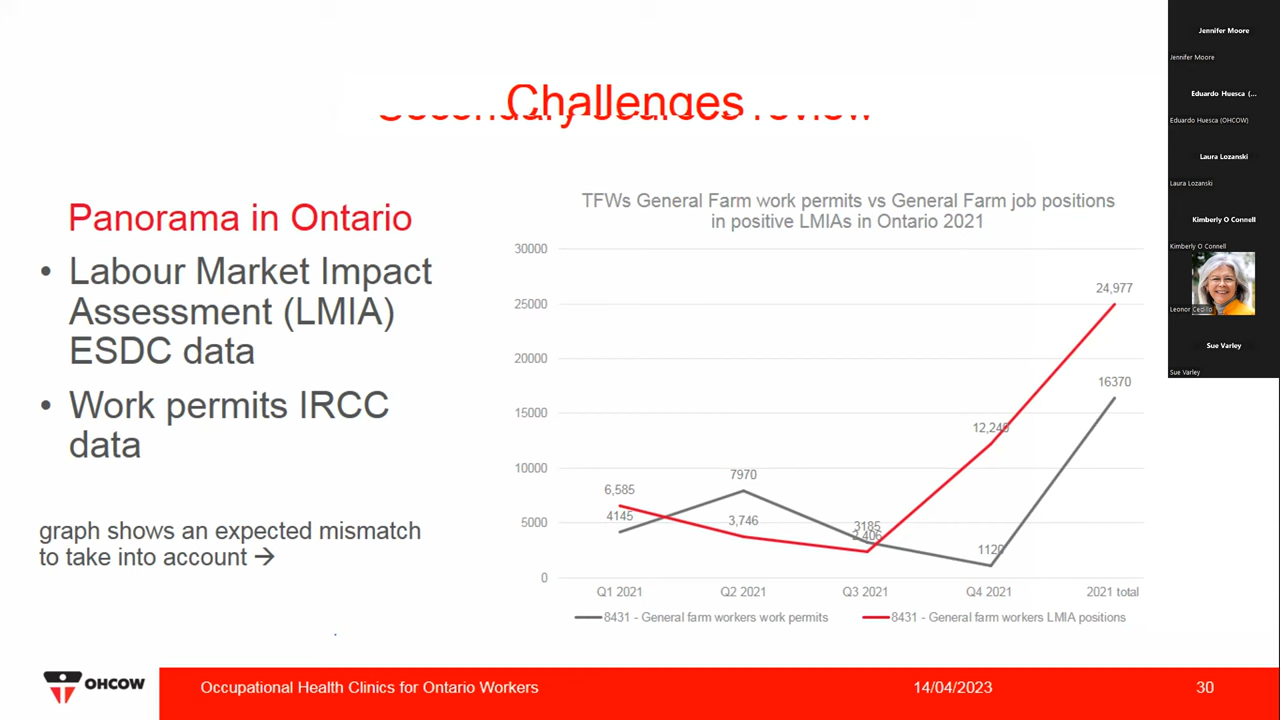 Challenges
Panorama in Ontario
• Labour Market Impact
Assessment (LMIA)
ESDC data
• Work permits IRCC
data
graph shows an expected mismatch
to take into account →
TFWs General Farm work permits vs General Farm job positions
in positive LMIAs in Ontario 2021
30000
25000
20000
15000
10000
5000
0
6,585
4145
7970
3,746
3185
2,406
12,240
1120
24,977
16370
Q1 2021
Q2 2021
Q3 2021
Q4 2021
2021 total
8431 - General farm workers work permits
8431 - General farm workers LMIA positions
OHCOW
Occupational Health Clinics for Ontario Workers
14/04/2023
30
Jennifer Moore
Jennifer Moore
Eduardo Huesca (...
Eduardo Huesca (OHCOW)
Laura Lozanski
Laura Lozanski
Kimberly O Connell
Kimberly O Connell
Leonor Cedillo
Sue Varley
Sue Varley